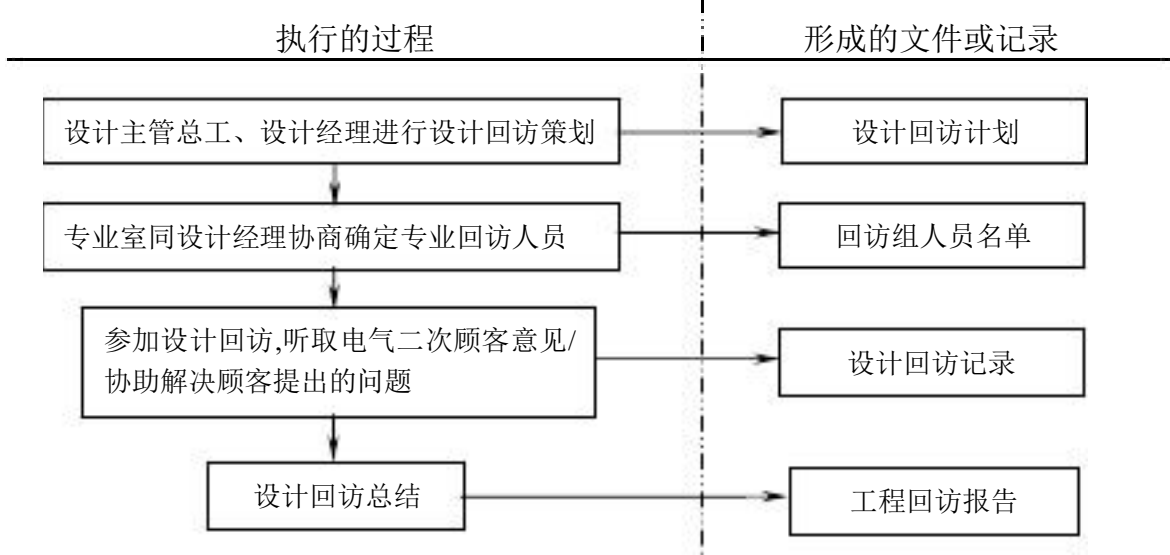 执行的过程
形成的文件或记录
设计主管总工、设计经理进行设计回访策划
设计回访计划
专业室同设计经理协商确定专业回访人员
回访组人员名单
参加设计回访,听取电气二次顾客意见/
协助解决顾客提出的问题
设计回访记录
设计回访总结
工程回访报告